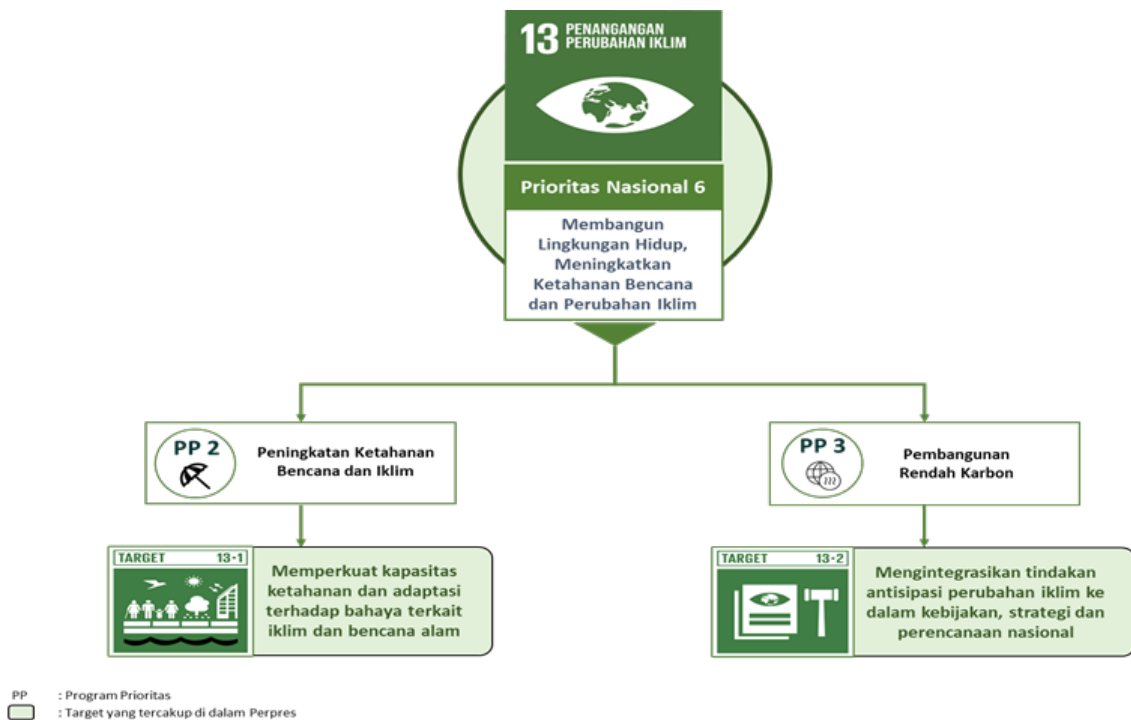 13 PENANGANAN
PERUBAHAN IKLIM
Prioritas Nasional 6
Membangun
Lingkungan Hidup,
Meningkatkan
Ketahanan Bencana
dan Perubahan Iklim
PP 2
Peningkatan Ketahanan
Bencana dan Iklim
PP 3
Pembangunan
Rendah Karbon
TARGET 13·1
Memperkuat kapasitas
ketahanan dan adaptasi
terhadap bahaya terkait
iklim dan bencana alam
TARGET 13·2
Mengintegrasikan tindakan
antisipasi perubahan iklim ke
dalam kebijakan, strategi dan
perencanaan nasional
PP : Program Prioritas
: Target yang tercakup di dalam Perpres